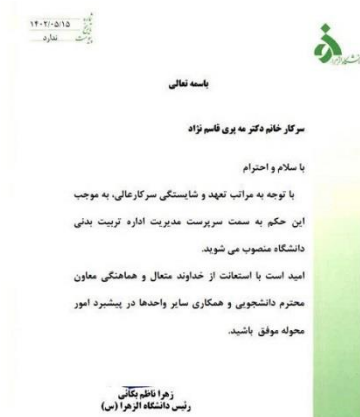 ۱۴۰۲/۰۵/۱۵
ندارد
دانشگاه الزهرا
باسمه تعالی
سرکار خانم دکتر مه پری قاسم نژاد
با سلام و احترام
با توجه به مراتب تعهد و شایستگی سرکارعالی، به موجب
این حکم به سمت سرپرست مدیریت اداره تربیت بدنی
دانشگاه منصوب می شوید.
امید است با استعانت از خداوند متعال و هماهنگی معاون
محترم دانشجویی و همکاری سایر واحدها در پیشبرد امور
محوله موفق باشید.
زهرا ناظم بکائی
رئیس دانشگاه الزهرا (س)